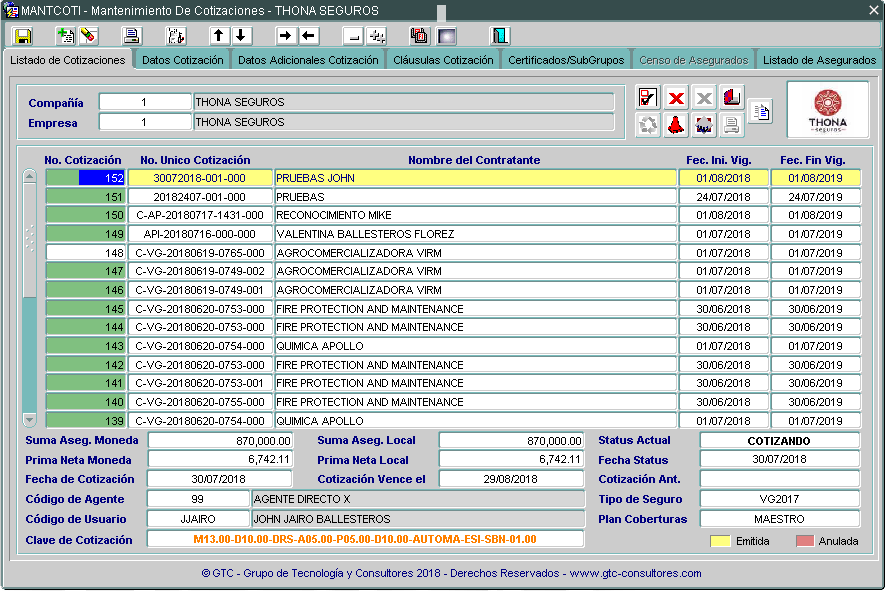 MANTCOTI - Mantenimiento De Cotizaciones - THONA SEGUROS
Listado de Cotizaciones Datos Cotización Datos Adicionales Cotización Cláusulas Cotización Certificados/SubGrupos Censo de Asegurados Listado de Asegurados
Compañía 1 THONA SEGUROS
Empresa 1 THONA SEGUROS
THONA
seguros
No. Cotización No. Unico Cotización Nombre del Contratante Fec. Ini. Vig. Fec. Fin Vig.
152 30072018-001-000 PRUEBAS JOHN 01/08/2018 01/08/2019
151 20182407-001-000 PRUEBAS 24/07/2018 24/07/2019
150 C-AP-20180717-1431-000 RECONOCIMIENTO MIKE 01/08/2018 01/08/2019
149 API-20180716-000-000 VALENTINA BALLESTEROS FLOREZ 01/07/2018 01/07/2019
148 C-VG-20180619-0765-000 AGROCOMERCIALIZADORA VIRM 01/07/2018 01/07/2019
147 C-VG-20180619-0749-002 AGROCOMERCIALIZADORA VIRM 01/07/2018 01/07/2019
146 C-VG-20180619-0749-001 AGROCOMERCIALIZADORA VIRM 01/07/2018 01/07/2019
145 C-VG-20180620-0753-000 FIRE PROTECTION AND MAINTENANCE 30/06/2018 30/06/2019
144 C-VG-20180620-0753-000 FIRE PROTECTION AND MAINTENANCE 30/06/2018 30/06/2019
143 C-VG-20180620-0754-000 QUIMICA APOLLO 01/07/2018 01/07/2019
142 C-VG-20180620-0753-000 FIRE PROTECTION AND MAINTENANCE 30/06/2018 30/06/2019
141 C-VG-20180620-0753-001 FIRE PROTECTION AND MAINTENANCE 30/06/2018 30/06/2019
140 C-VG-20180620-0755-000 FIRE PROTECTION AND MAINTENANCE 30/06/2018 30/06/2019
139 C-VG-20180620-0754-000 QUIMICA APOLLO 01/07/2018 01/07/2019
Suma Aseg. Moneda 870,000.00 Suma Aseg. Local 870,000.00 Status Actual COTIZANDO
Prima Neta Moneda 6,742.11 Prima Neta Local 6,742.11 Fecha Status 30/07/2018
Fecha de Cotización 30/07/2018 Cotización Vence el 29/08/2018 Cotización Ant.
Código de Agente 99 AGENTE DIRECTO X Tipo de Seguro VG2017
Código de Usuario JJAIRO JOHN JAIRO BALLESTEROS Plan Coberturas MAESTRO
Clave de Cotización M13.00-D10.00-DRS-A05.00-P05.00-D10.00-AUTOMA-ESI-SBN-01.00 Emitida Anulada
© GTC - Grupo de Tecnología y Consultores 2018 - Derechos Reservados - www.gtc-consultores.com